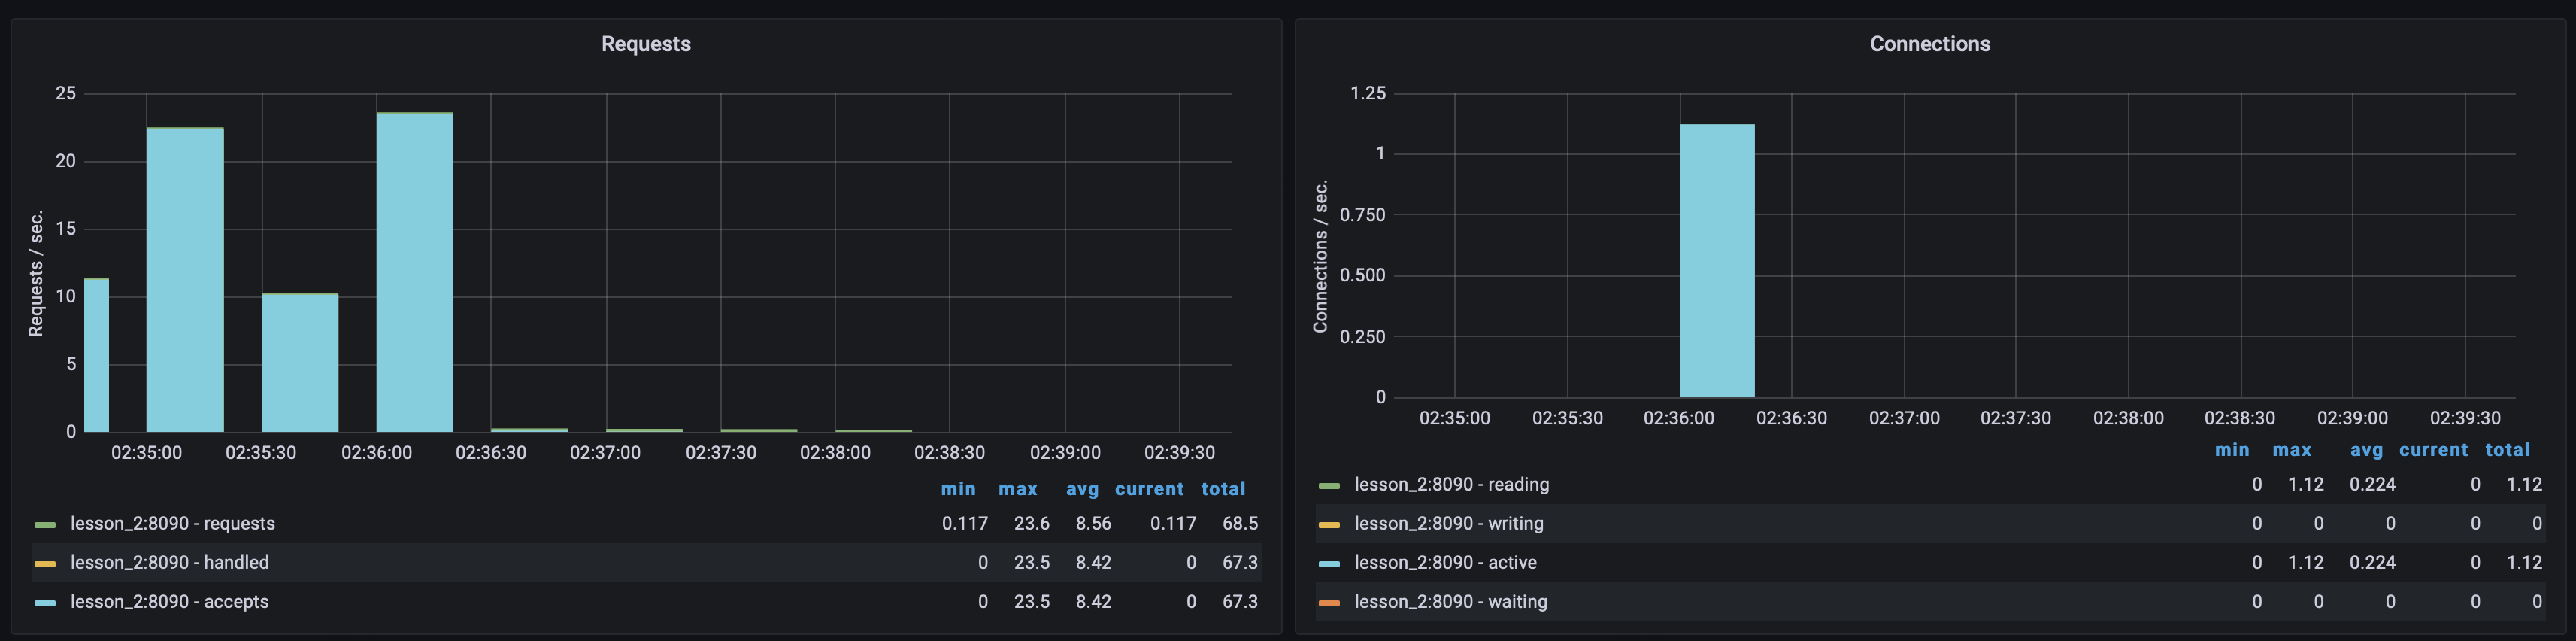 Requests
Requests / sec.
25
20
15
10
5
0
02:35:00 02:35:30 02:36:00 02:36:30 02:37:00 02:37:30 02:38:00 02:38:30 02:39:00 02:39:30
min max avg current total
lesson_2:8090 - requests 0.117 23.6 8.56 0.117 68.5
lesson_2:8090 - handled 0 23.5 8.42 0 67.3
lesson_2:8090 - accepts 0 23.5 8.42 0 67.3
Connections
Connections / sec.
1.25
1
0.750
0.500
0.250
0
02:35:00 02:35:30 02:36:00 02:36:30 02:37:00 02:37:30 02:38:00 02:38:30 02:39:00 02:39:30
min max avg current total
lesson_2:8090 - reading 0 1.12 0.224 0 1.12
lesson_2:8090 - writing 0 0 0 0 0
lesson_2:8090 - active 0 1.12 0.224 0 1.12
lesson_2:8090 - waiting 0 0 0 0 0